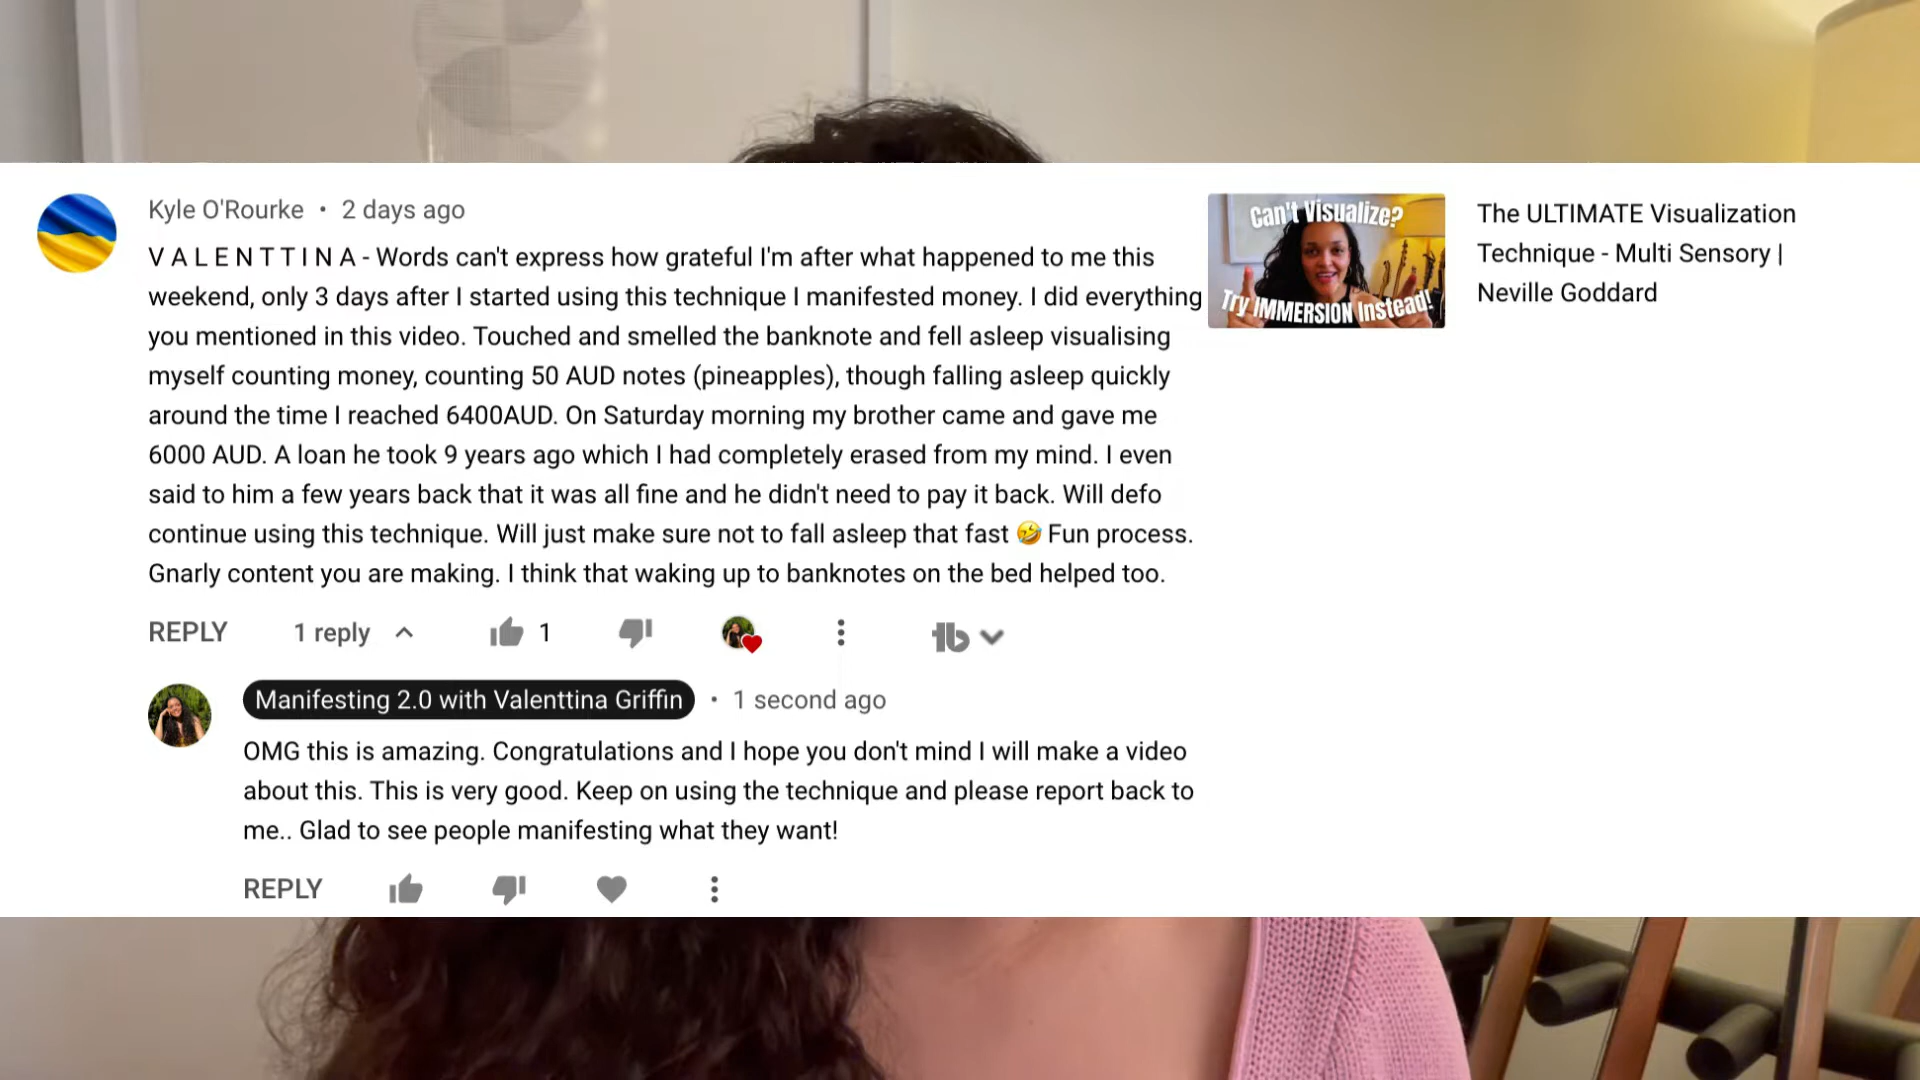 Kyle O'Rourke • 2 days ago
V A L E N T T I N A - Words can't express how grateful I'm after what happened to me this
weekend, only 3 days after I started using this technique I manifested money. I did everything
you mentioned in this video. Touched and smelled the banknote and fell asleep visualising
myself counting money, counting 50 AUD notes (pineapples), though falling asleep quickly
around the time I reached 6400AUD. On Saturday morning my brother came and gave me
6000 AUD. A loan he took 9 years ago which I had completely erased from my mind. I even
said to him a few years back that it was all fine and he didn't need to pay it back. Will defo
continue using this technique. Will just make sure not to fall asleep that fast 🤣 Fun process.
Gnarly content you are making. I think that waking up to banknotes on the bed helped too.
REPLY 1 reply 1
Manifesting 2.0 with Valenttina Griffin • 1 second ago
OMG this is amazing. Congratulations and I hope you don't mind I will make a video
about this. This is very good. Keep on using the technique and please report back to
me.. Glad to see people manifesting what they want!
REPLY
Can't Visualize?
Try IMMERSION Instead!
The ULTIMATE Visualization
Technique - Multi Sensory |
Neville Goddard